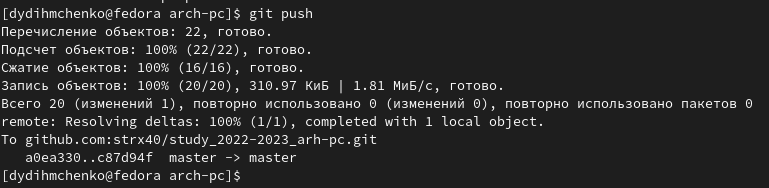 [dydihmchenko@fedora arch-pc]$ git push
Перечисление объектов: 22, готово.
Подсчет объектов: 100% (22/22), готово.
Сжатие объектов: 100% (16/16), готово.
Запись объектов: 100% (20/20), 310.97 КиБ | 1.81 МиБ/с, готово.
Всего 20 (изменений 1), повторно использовано 0 (изменений 0), повторно использовано пакетов 0
remote: Resolving deltas: 100% (1/1), completed with 1 local object.
To github.com:strx40/study_2022-2023_arh-pc.git
   a0ea330..c87d94f  master -> master
[dydihmchenko@fedora arch-pc]$